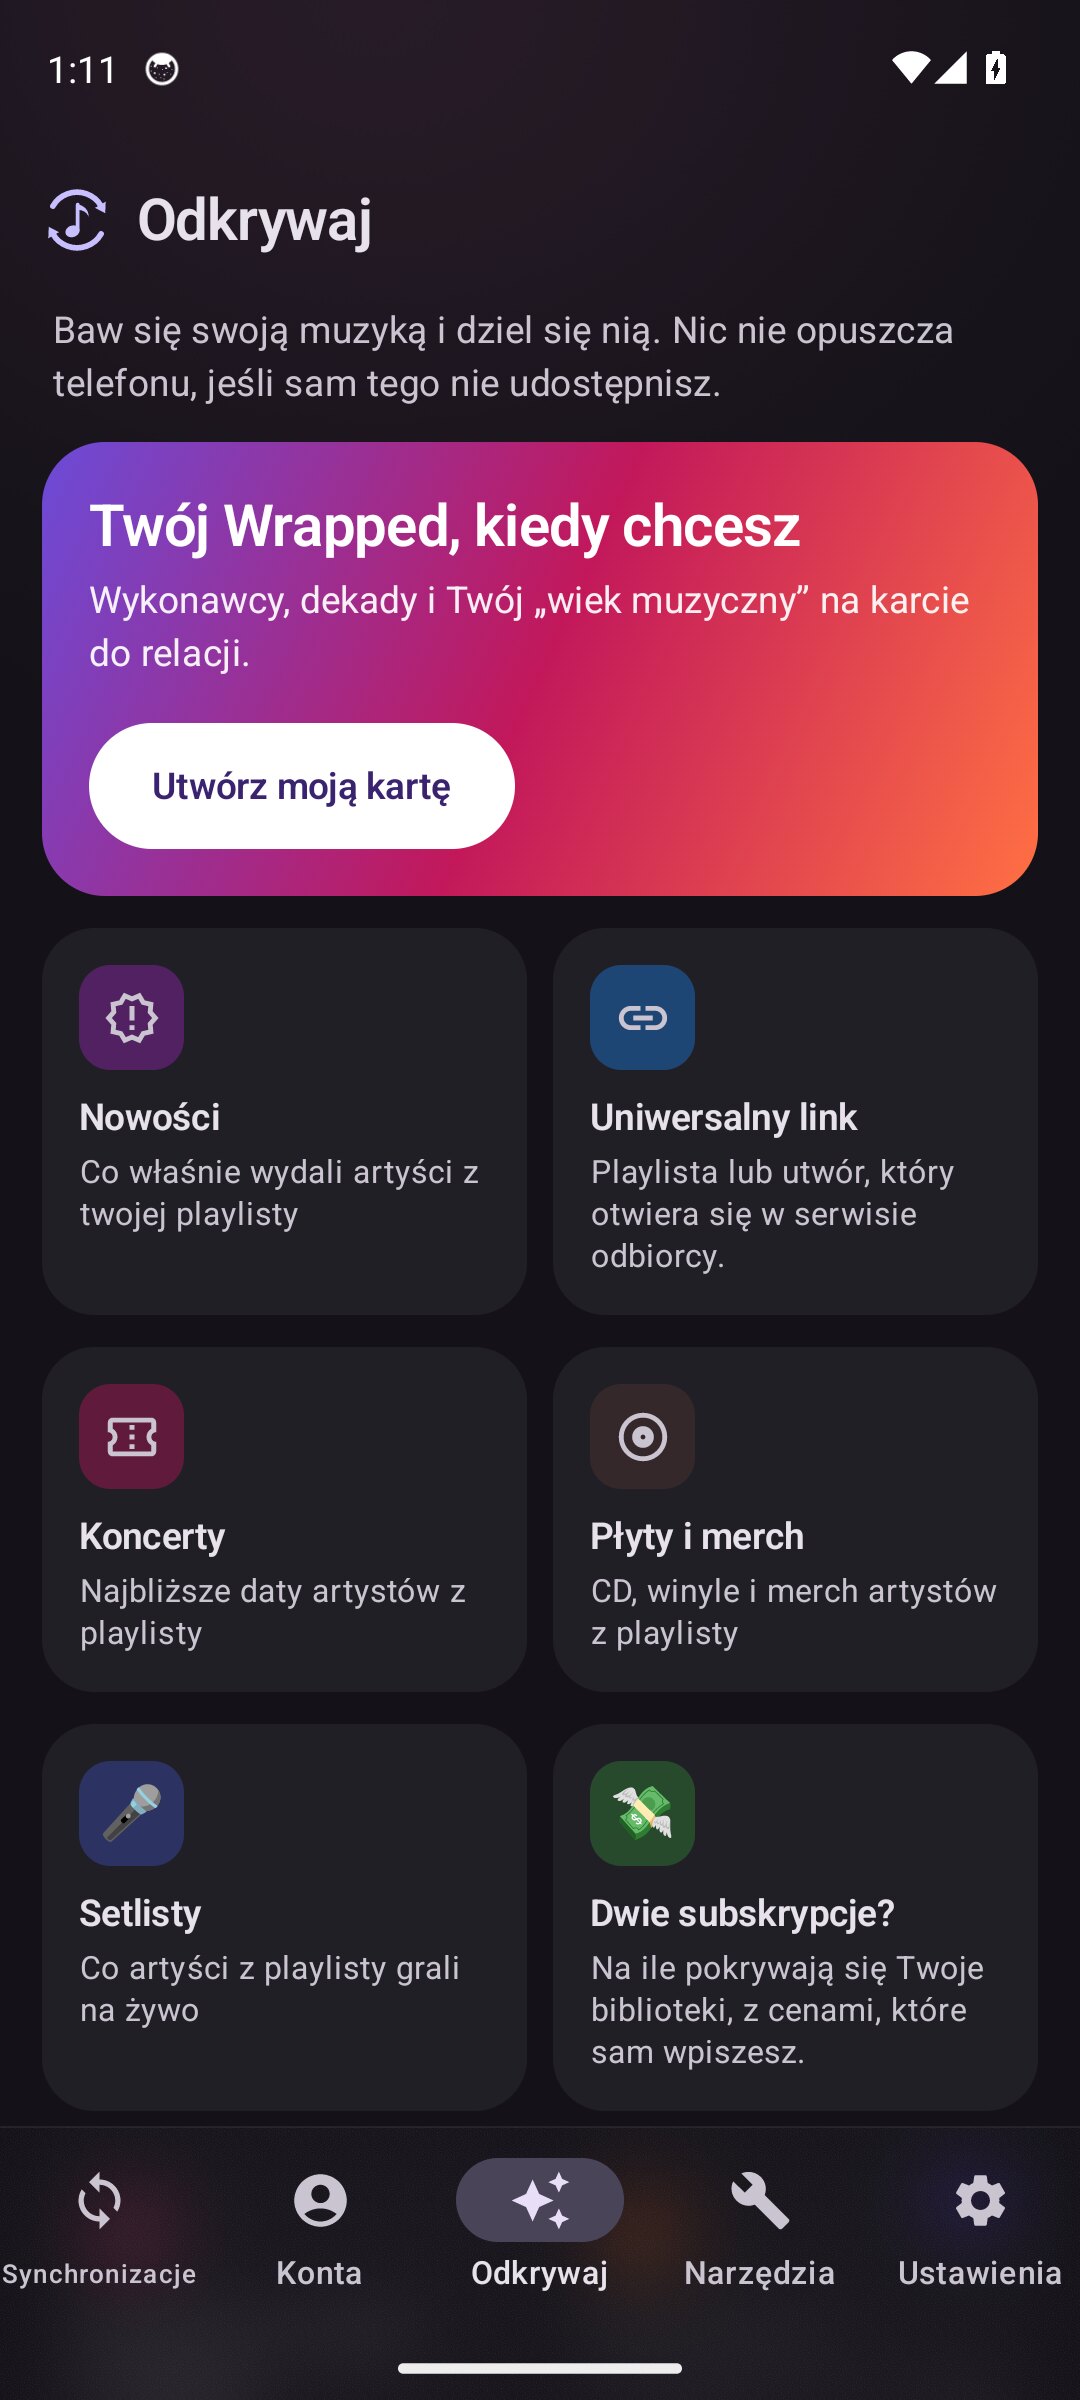 1:11
Odkrywaj
Baw się swoją muzyką i dziel się nią. Nic nie opuszcza
telefonu, jeśli sam tego nie udostępnisz.
Twój Wrapped, kiedy chcesz
Wykonawcy, dekady i Twój „wiek muzyczny” na karcie
do relacji.
Utwórz moją kartę
Nowości
Co właśnie wydali artyści z
twojej playlisty
Uniwersalny link
Playlista lub utwór, który
otwiera się w serwisie
odbiorcy.
Koncerty
Najbliższe daty artystów z
playlisty
Płyty i merch
CD, winyle i merch artystów
z playlisty
Setlisty
Co artyści z playlisty grali
na żywo
Dwie subskrypcje?
Na ile pokrywają się Twoje
biblioteki, z cenami, które
sam wpiszesz.
Synchronizacje
Konta
Odkrywaj
Narzędzia
Ustawienia